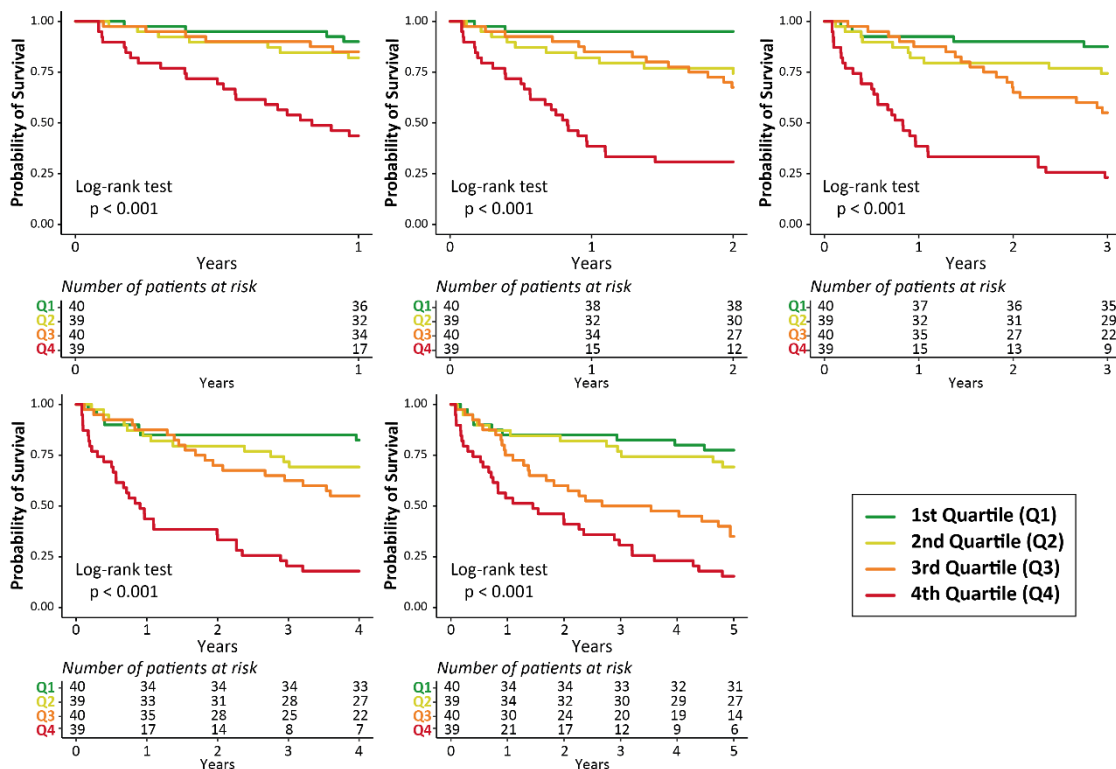 Probability of Survival
1.00
0.75
0.50
0.25
0.00
Log-rank test
p < 0.001
0 1
Years
Number of patients at risk
Q1 40 36
Q2 39 32
Q3 40 34
Q4 39 17
0 1
Years
Probability of Survival
1.00
0.75
0.50
0.25
0.00
Log-rank test
p < 0.001
0 1 2
Years
Number of patients at risk
Q1 40 38 38
Q2 39 32 30
Q3 40 34 27
Q4 39 15 12
0 1 2
Years
Probability of Survival
1.00
0.75
0.50
0.25
0.00
Log-rank test
p < 0.001
0 1 2 3
Years
Number of patients at risk
Q1 40 37 36 35
Q2 39 32 31 29
Q3 40 35 27 22
Q4 39 15 13 9
0 1 2 3
Years
Probability of Survival
1.00
0.75
0.50
0.25
0.00
Log-rank test
p < 0.001
0 1 2 3 4
Years
Number of patients at risk
Q1 40 34 34 34 33
Q2 39 33 31 28 27
Q3 40 35 28 25 22
Q4 39 17 14 8 7
0 1 2 3 4
Years
Probability of Survival
1.00
0.75
0.50
0.25
0.00
Log-rank test
p < 0.001
0 1 2 3 4 5
Years
Number of patients at risk
Q1 40 34 34 33 32 31
Q2 39 34 32 30 29 27
Q3 40 30 24 20 19 14
Q4 39 21 17 12 9 6
0 1 2 3 4 5
Years
1st Quartile (Q1)
2nd Quartile (Q2)
3rd Quartile (Q3)
4th Quartile (Q4)